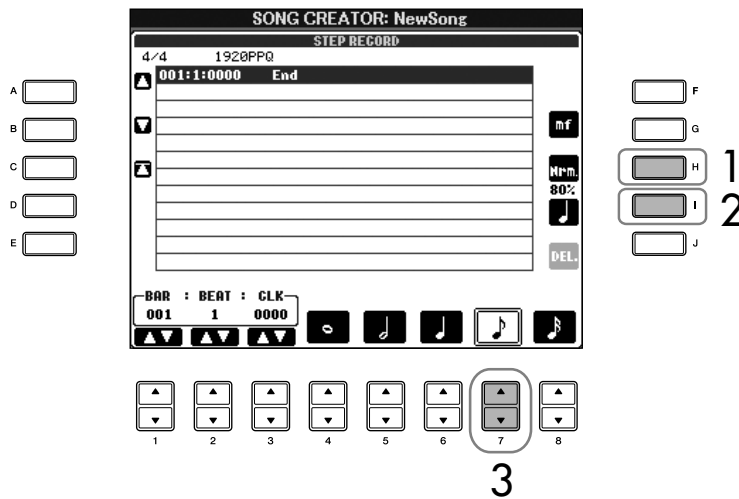 SONG CREATOR: NewSong
STEP RECORD
4/4 1920PPQ
001:1:0000 End
A
B
C
D
E
mf
Nrm.
80%
DEL.
F
G
H
I
J
1
2
BAR : BEAT : CLK
001 1 0000
1 2 3 4 5 6 7 8
3